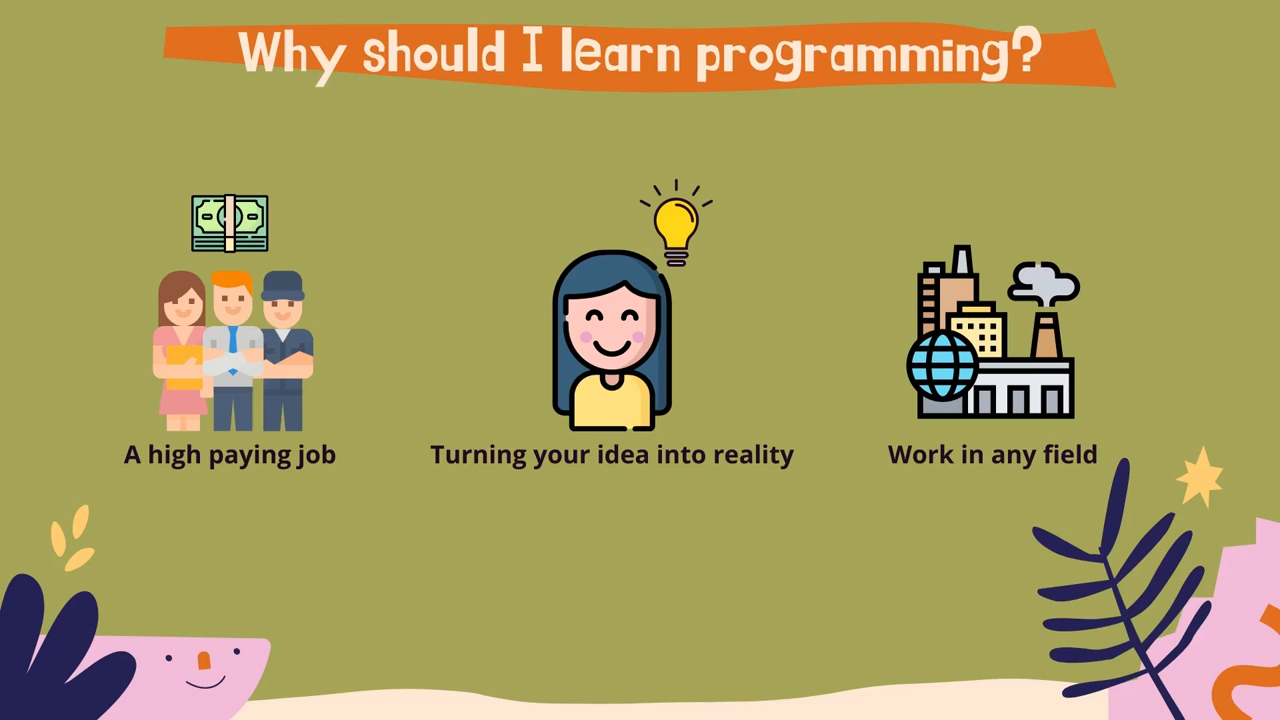 Why should I learn programming?
A high paying job
Turning your idea into reality
Work in any field